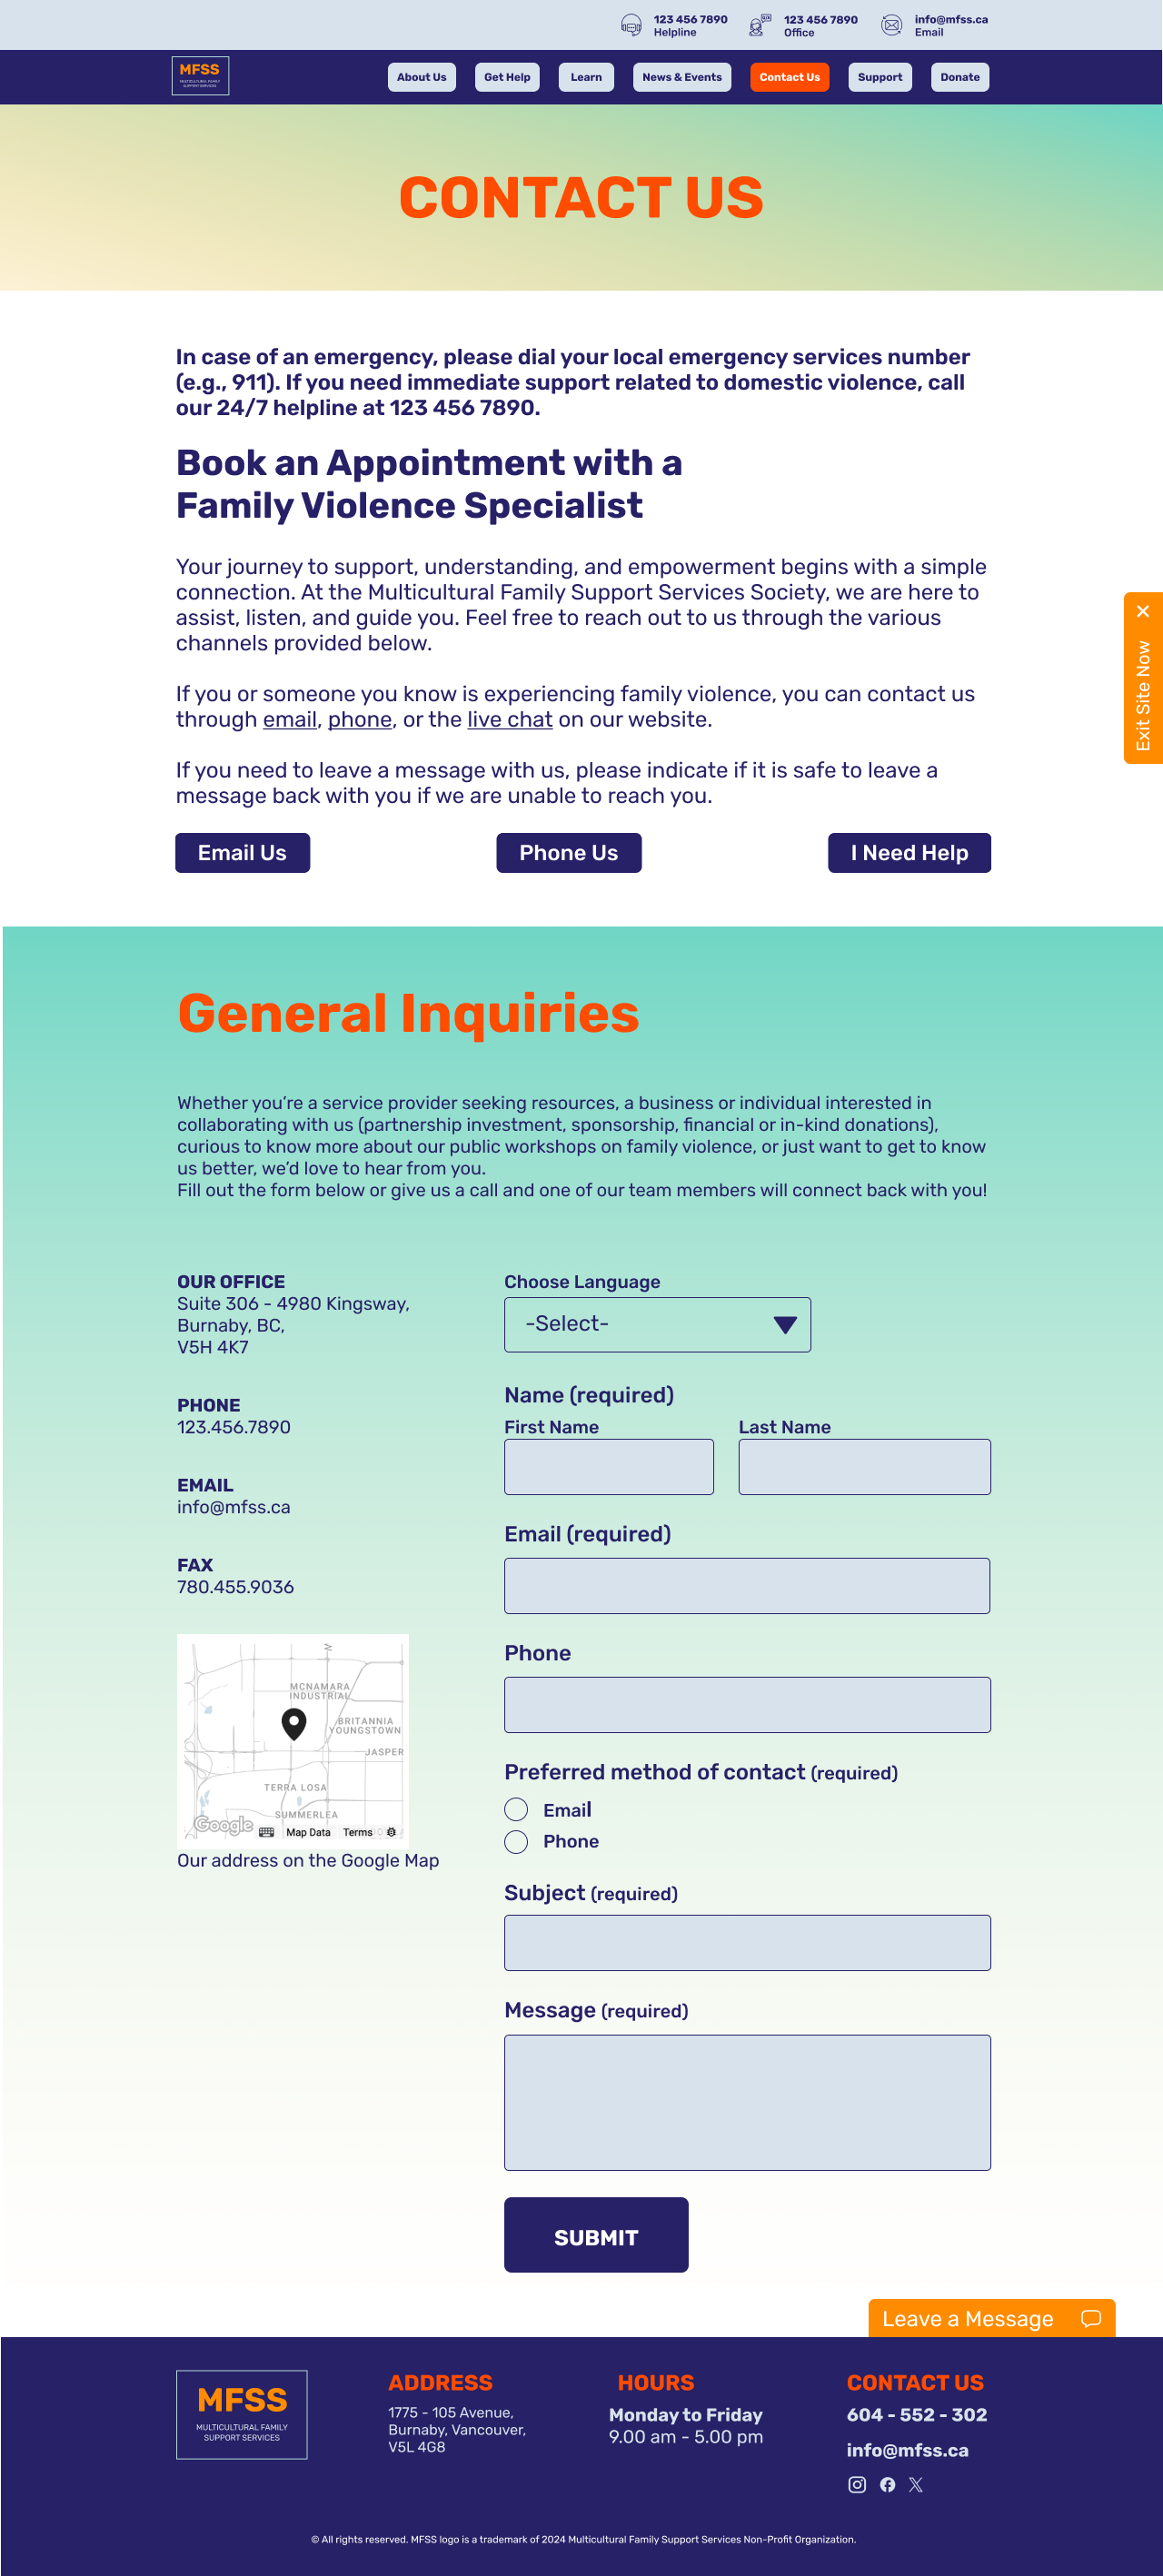 123 456 7890
Helpline
123 456 7890
Office
info@mfss.ca
Email
MFSS
MULTICULTURAL FAMILY
SUPPORT SERVICES
About Us
Get Help
Learn
News & Events
Contact Us
Support
Donate
CONTACT US
In case of an emergency, please dial your local emergency services number
(e.g., 911). If you need immediate support related to domestic violence, call
our 24/7 helpline at 123 456 7890.
Book an Appointment with a
Family Violence Specialist
Your journey to support, understanding, and empowerment begins with a simple
connection. At the Multicultural Family Support Services Society, we are here to
assist, listen, and guide you. Feel free to reach out to us through the various
channels provided below.
If you or someone you know is experiencing family violence, you can contact us
through email, phone, or the live chat on our website.
If you need to leave a message with us, please indicate if it is safe to leave a
message back with you if we are unable to reach you.
Exit Site Now
Email Us
Phone Us
I Need Help
General Inquiries
Whether you’re a service provider seeking resources, a business or individual interested in
collaborating with us (partnership investment, sponsorship, financial or in-kind donations),
curious to know more about our public workshops on family violence, or just want to get to know
us better, we’d love to hear from you.
Fill out the form below or give us a call and one of our team members will connect back with you!
OUR OFFICE
Suite 306 - 4980 Kingsway,
Burnaby, BC,
V5H 4K7
PHONE
123.456.7890
EMAIL
info@mfss.ca
FAX
780.455.9036
MCNAMARA
INDUSTRIAL
BRITANNIA
YOUNGSTOWN
JASPER
TERRA LOSA
SUMMERLEA
Google
Map Data
Terms
Our address on the Google Map
Choose Language
-Select-
Name (required)
First Name
Last Name
Email (required)
Phone
Preferred method of contact (required)
Email
Phone
Subject (required)
Message (required)
SUBMIT
Leave a Message
MFSS
MULTICULTURAL FAMILY
SUPPORT SERVICES
ADDRESS
1775 - 105 Avenue,
Burnaby, Vancouver,
V5L 4G8
HOURS
Monday to Friday
9.00 am - 5.00 pm
CONTACT US
604 - 552 - 302
info@mfss.ca
© All rights reserved. MFSS logo is a trademark of 2024 Multicultural Family Support Services Non-Profit Organization.